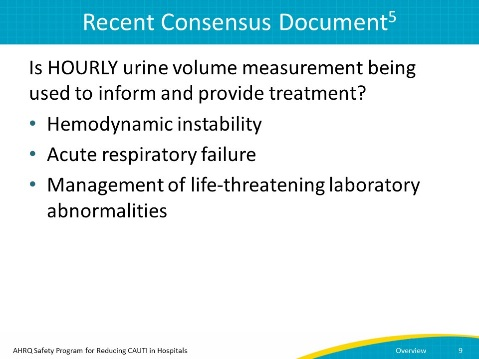 Recent Consensus Document⁵
Is HOURLY urine volume measurement being
used to inform and provide treatment?
• Hemodynamic instability
• Acute respiratory failure
• Management of life-threatening laboratory
abnormalities
AHRQ Safety Program for Reducing CAUTI in Hospitals
Overview 9